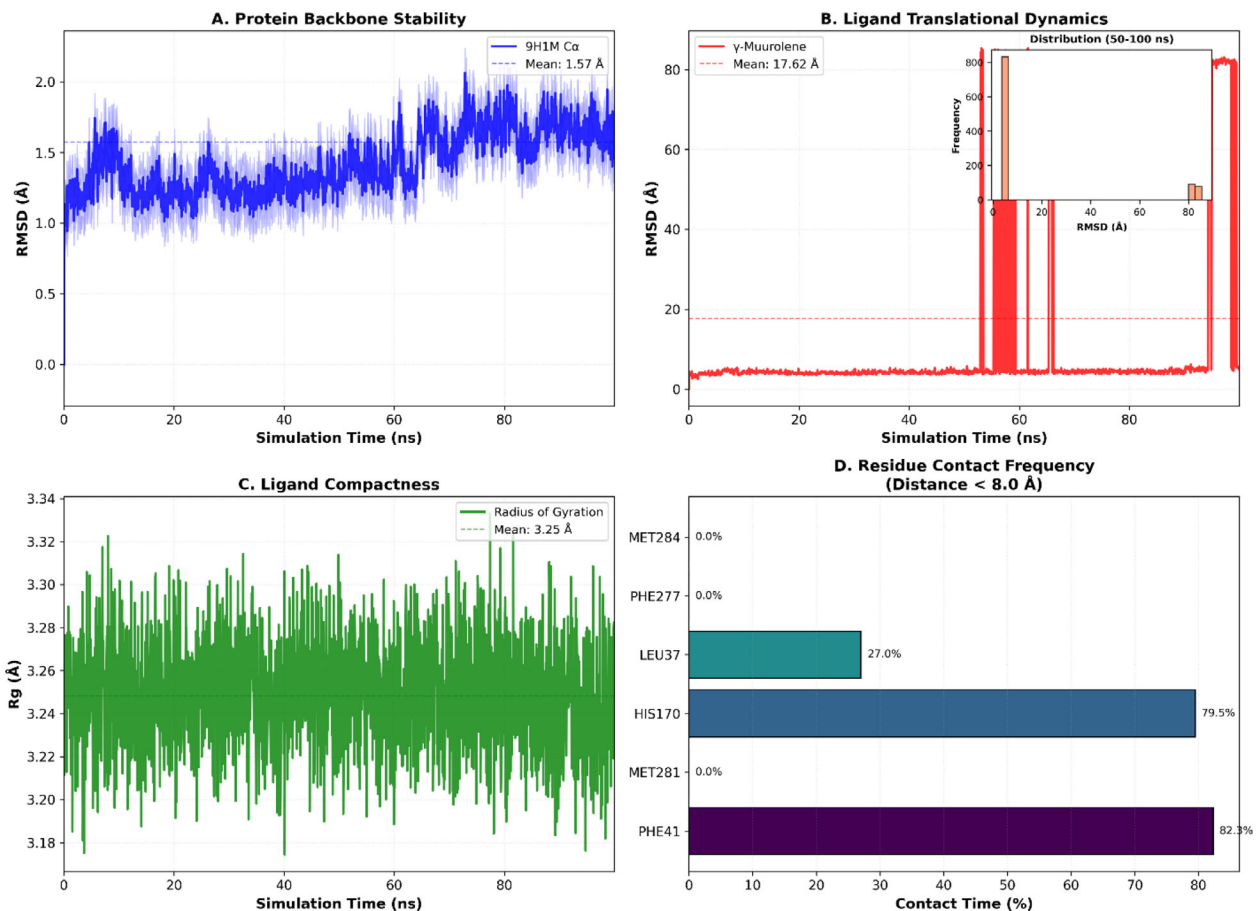 A. Protein Backbone Stability
9H1M Cα
Mean: 1.57 Å
2.0
1.5
1.0
0.5
0.0
RMSD (Å)
0
20
40
60
80
Simulation Time (ns)
B. Ligand Translational Dynamics
γ-Muurolene
Mean: 17.62 Å
Distribution (50-100 ns)
800
600
400
200
0
Frequency
0
20
40
60
80
RMSD (Å)
80
60
40
20
0
RMSD (Å)
0
20
40
60
80
Simulation Time (ns)
C. Ligand Compactness
Radius of Gyration
Mean: 3.25 Å
3.34
3.32
3.30
3.28
3.26
3.24
3.22
3.20
3.18
Rg (Å)
0
20
40
60
80
Simulation Time (ns)
D. Residue Contact Frequency
(Distance < 8.0 Å)
MET284 0.0%
PHE277 0.0%
LEU37 27.0%
HIS170 79.5%
MET281 0.0%
PHE41 82.3%
0
10
20
30
40
50
60
70
80
Contact Time (%)